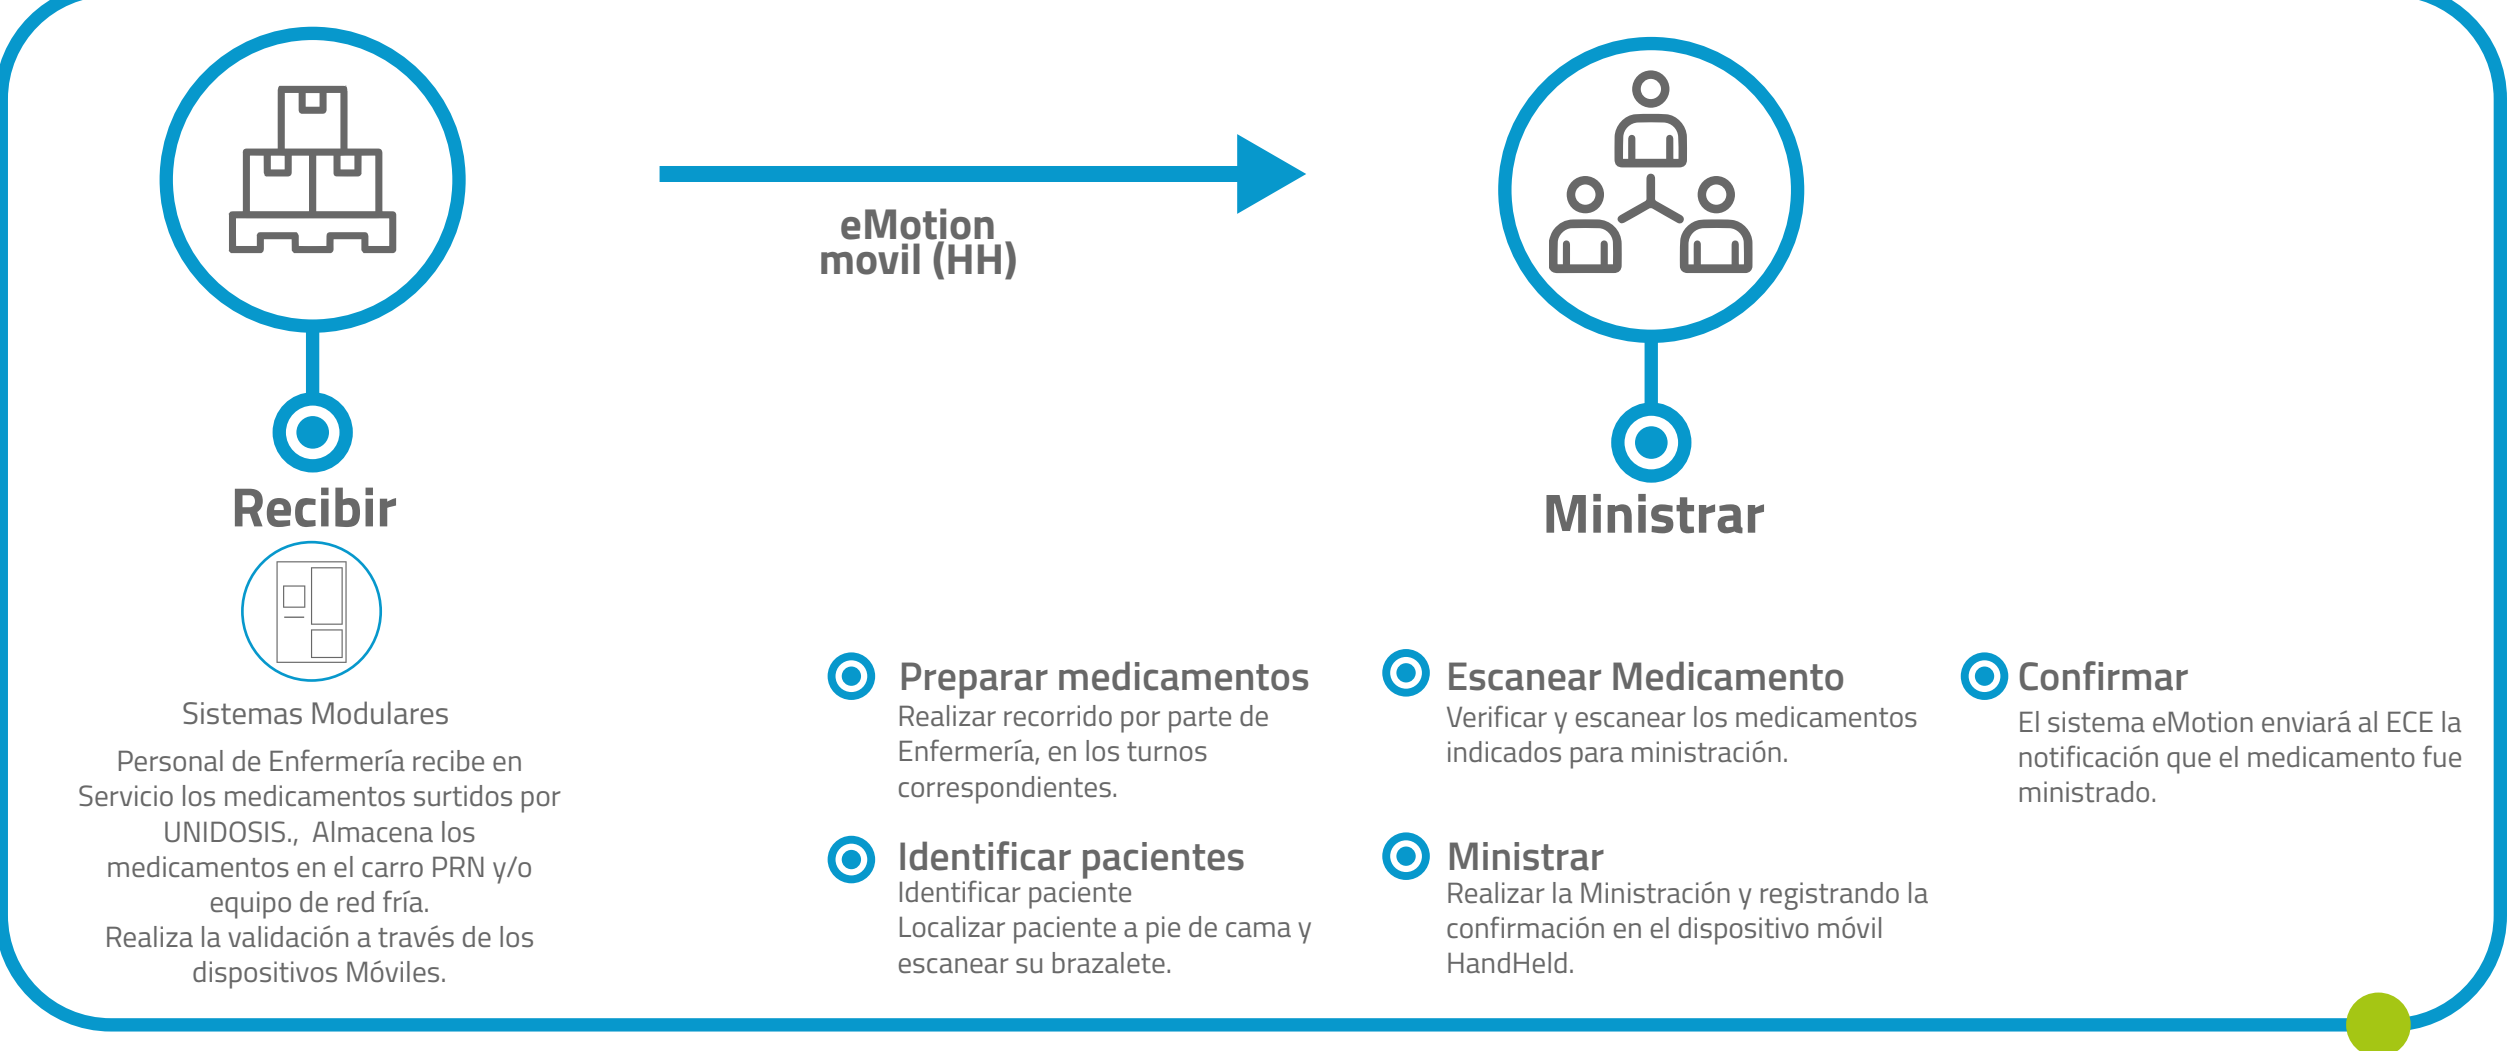 eMotion
movil (HH)
Recibir
Sistemas Modulares
Personal de Enfermería recibe en
Servicio los medicamentos surtidos por
UNIDOSIS.,  Almacena los
medicamentos en el carro PRN y/o
equipo de red fría.
Realiza la validación a través de los
dispositivos Móviles.
Ministrar
Preparar medicamentos
Realizar recorrido por parte de
Enfermería, en los turnos
correspondientes.
Identificar pacientes
Identificar paciente
Localizar paciente a pie de cama y
escanear su brazalete.
Escanear Medicamento
Verificar y escanear los medicamentos
indicados para ministración.
Ministrar
Realizar la Ministración y registrando la
confirmación en el dispositivo móvil
HandHeld.
Confirmar
El sistema eMotion enviará al ECE la
notificación que el medicamento fue
ministrado.